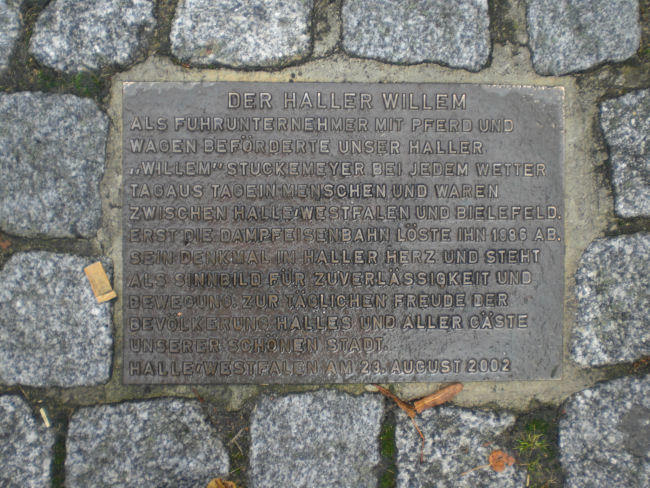 DER HALLER WILLEM
ALS FUHRUNTERNEHMER MIT PFERD UND
WAGEN BEFÖRDERTE UNSER HALLER
„WILLEM" STUCKEMEYER BEI JEDEM WETTER
TAGAUS TAGEIN MENSCHEN UND WAREN
ZWISCHEN HALLE/WESTFALEN UND BIELEFELD.
ERST DIE DAMPFEISENBAHN LÖSTE IHN 1886 AB.
SEIN DENKMAL IN HALLER HERZ UND STEHT
ALS SINNBILD FÜR ZUVERLÄSSIGKEIT UND
BEWEGUNG. ZUR TÄGLICHEN FREUDE DER
BEVÖLKERUNG HALLES UND ALLER GÄSTE
UNSERER SCHÖNEN STADT.
HALLE/WESTFALEN AM 23. AUGUST 2002